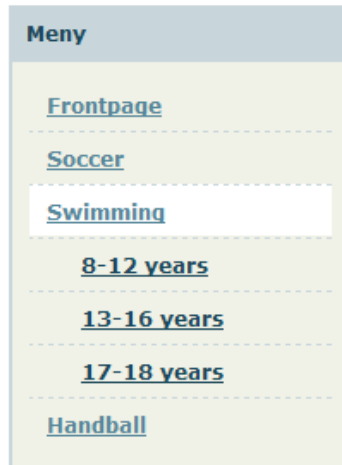 Meny
Frontpage
Soccer
Swimming
8-12 years
13-16 years
17-18 years
Handball